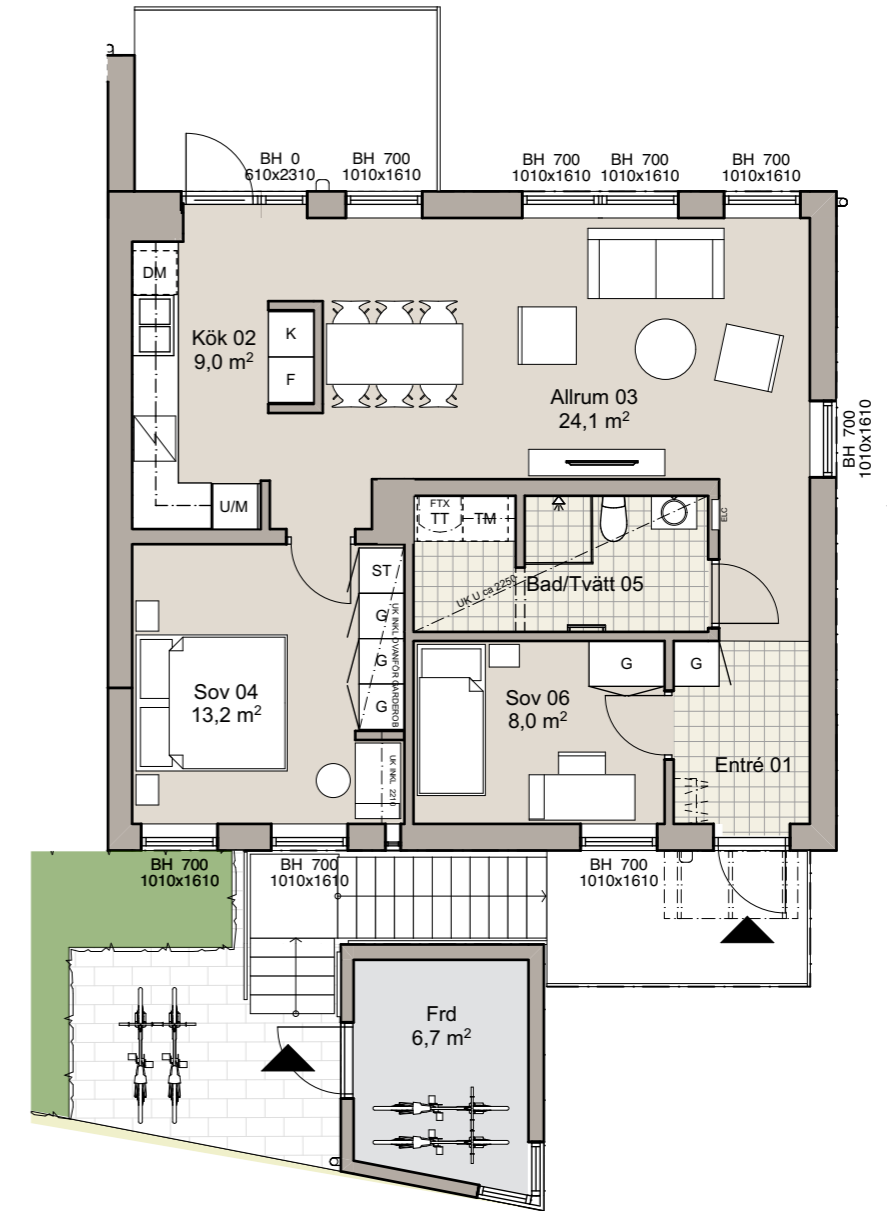 BH 0
610x2310
BH 700
1010x1610
BH 700
1010x1610
BH 700
1010x1610
BH 700
1010x1610
DM
Kök 02
9,0 m²
K
F
Allrum 03
24,1 m²
BH 700
1010x1610
U/M
FTX
TT
TM
ELC
UK U ca 2250
Bad/Tvätt 05
ST
G
G
G
UK INKL OVANFÖR GARDEROB
Sov 04
13,2 m²
UK INKL 2210
Sov 06
8,0 m²
G
G
Entré 01
BH 700
1010x1610
BH 700
1010x1610
BH 700
1010x1610
Frd
6,7 m²